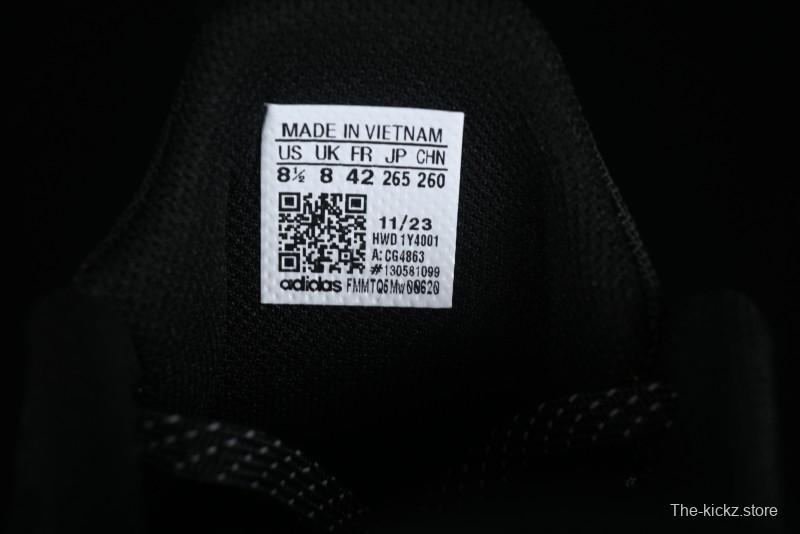 MADE IN VIETNAM
US UK FR JP CHN
8½ 8 42 265 260
11/23
HWD 1Y4001
A: CG4863
#130581099
adidas FMMTQ5Mw00620
The-kickz.store